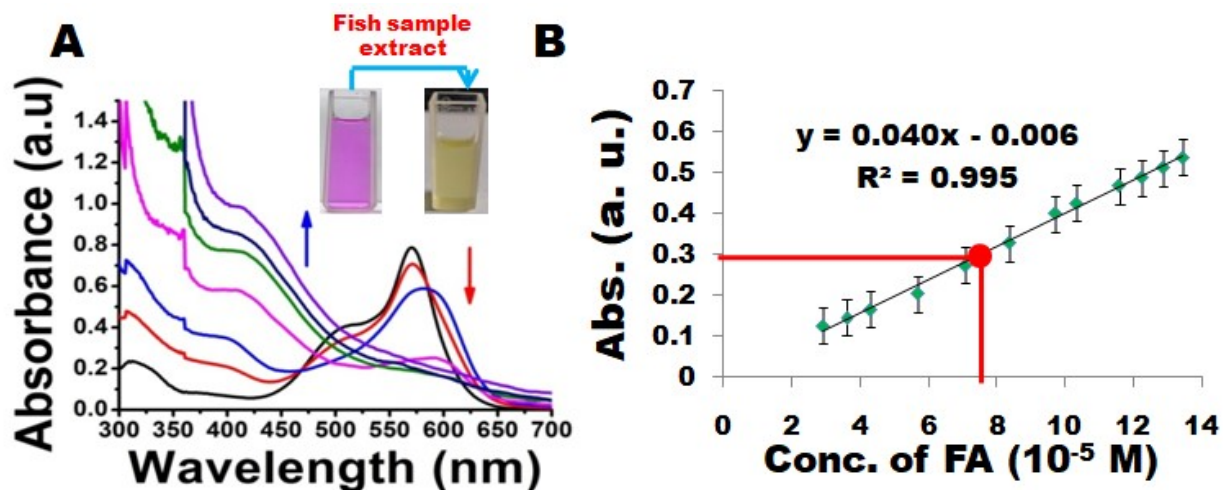 A
Fish sample
extract
Absorbance (a.u)
1.4
1.2
1.0
0.8
0.6
0.4
0.2
0.0
300 350 400 450 500 550 600 650 700
Wavelength (nm)
B
Abs. (a. u.)
0.7
0.6
0.5
0.4
0.3
0.2
0.1
0
y = 0.040x - 0.006
R² = 0.995
0 2 4 6 8 10 12 14
Conc. of FA (10⁻⁵ M)